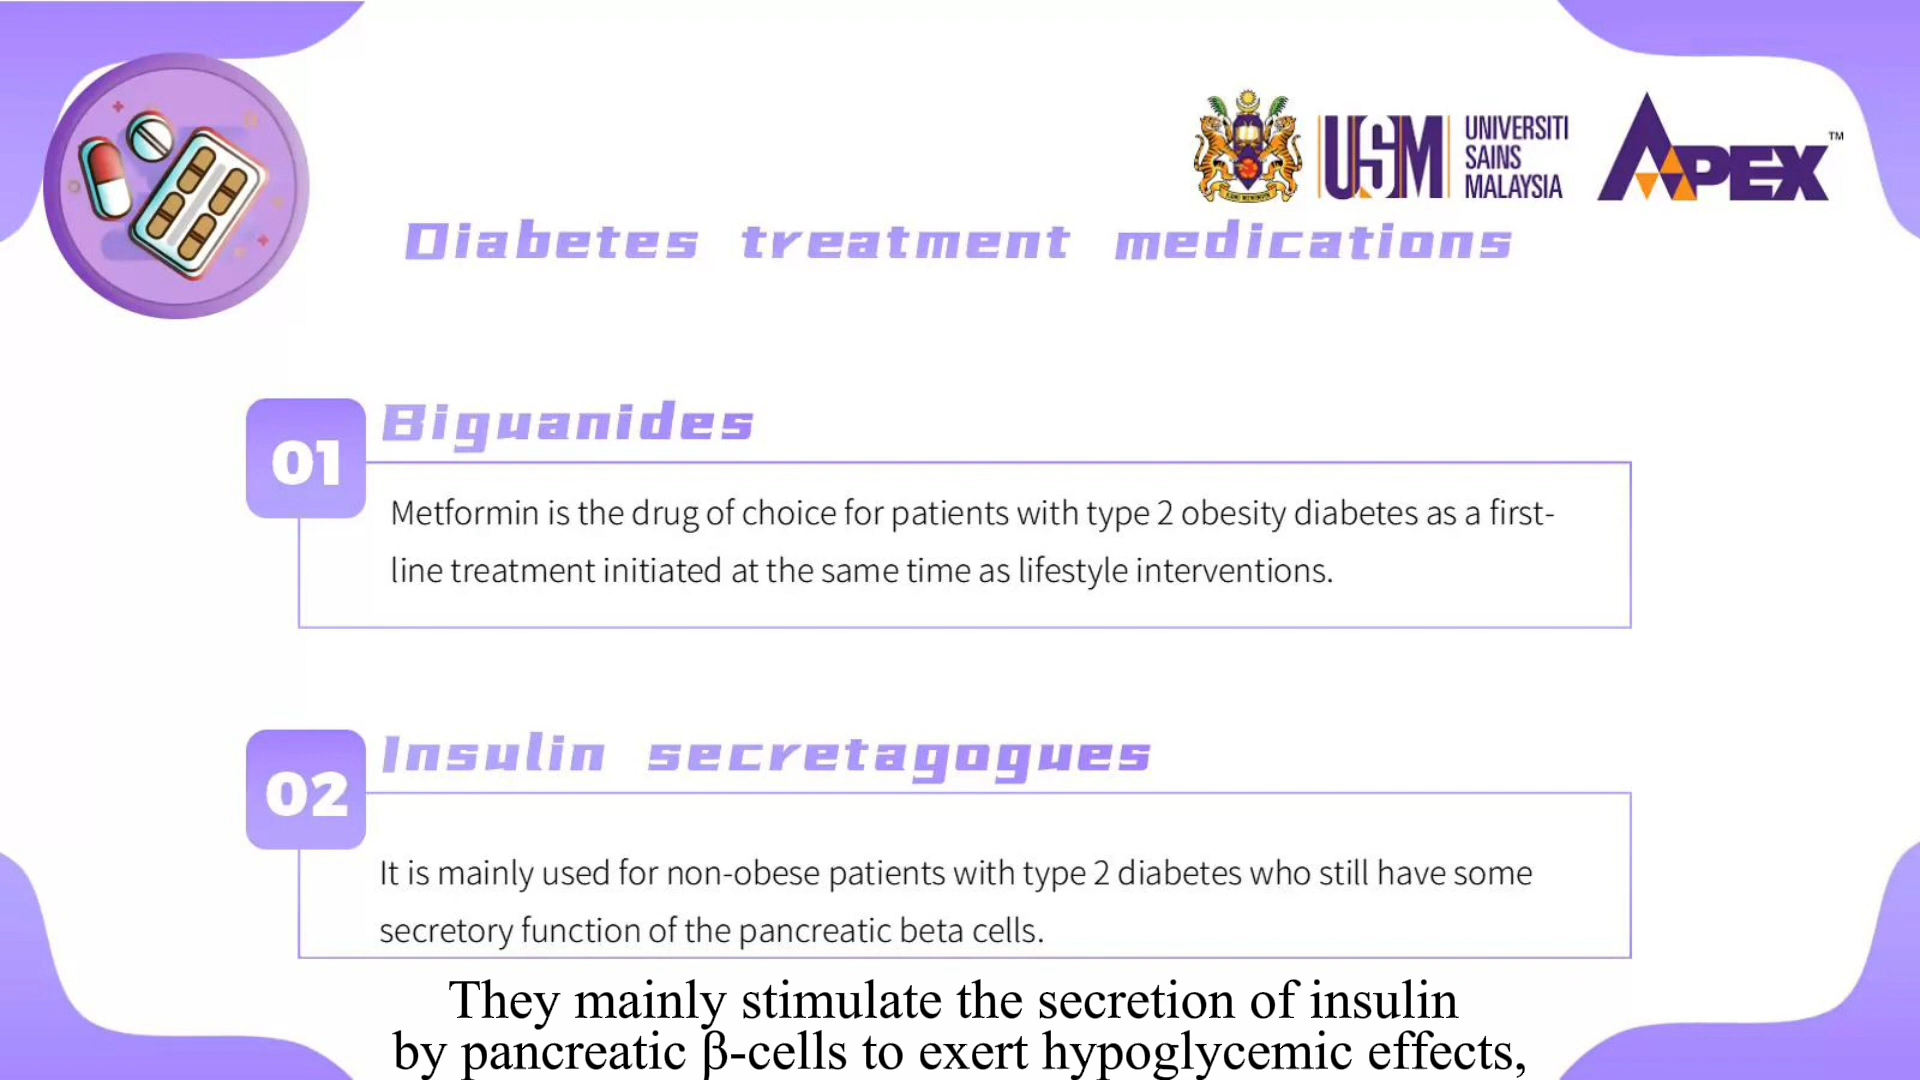 USM
UNIVERSITI
SAINS
MALAYSIA
APEX™
Diabetes treatment medications
01
Biguanides
Metformin is the drug of choice for patients with type 2 obesity diabetes as a first-
line treatment initiated at the same time as lifestyle interventions.
02
Insulin secretagogues
It is mainly used for non-obese patients with type 2 diabetes who still have some
secretory function of the pancreatic beta cells.
They mainly stimulate the secretion of insulin
by pancreatic β-cells to exert hypoglycemic effects,